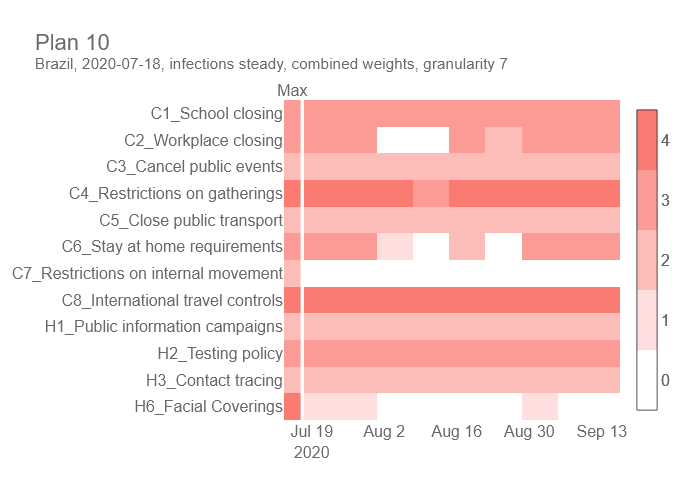 Plan 10
Brazil, 2020-07-18, infections steady, combined weights, granularity 7
Max
C1_School closing
C2_Workplace closing
C3_Cancel public events
C4_Restrictions on gatherings
C5_Close public transport
C6_Stay at home requirements
C7_Restrictions on internal movement
C8_International travel controls
H1_Public information campaigns
H2_Testing policy
H3_Contact tracing
H6_Facial Coverings
Jul 19 Aug 2 Aug 16 Aug 30 Sep 13
2020
4
3
2
1
0